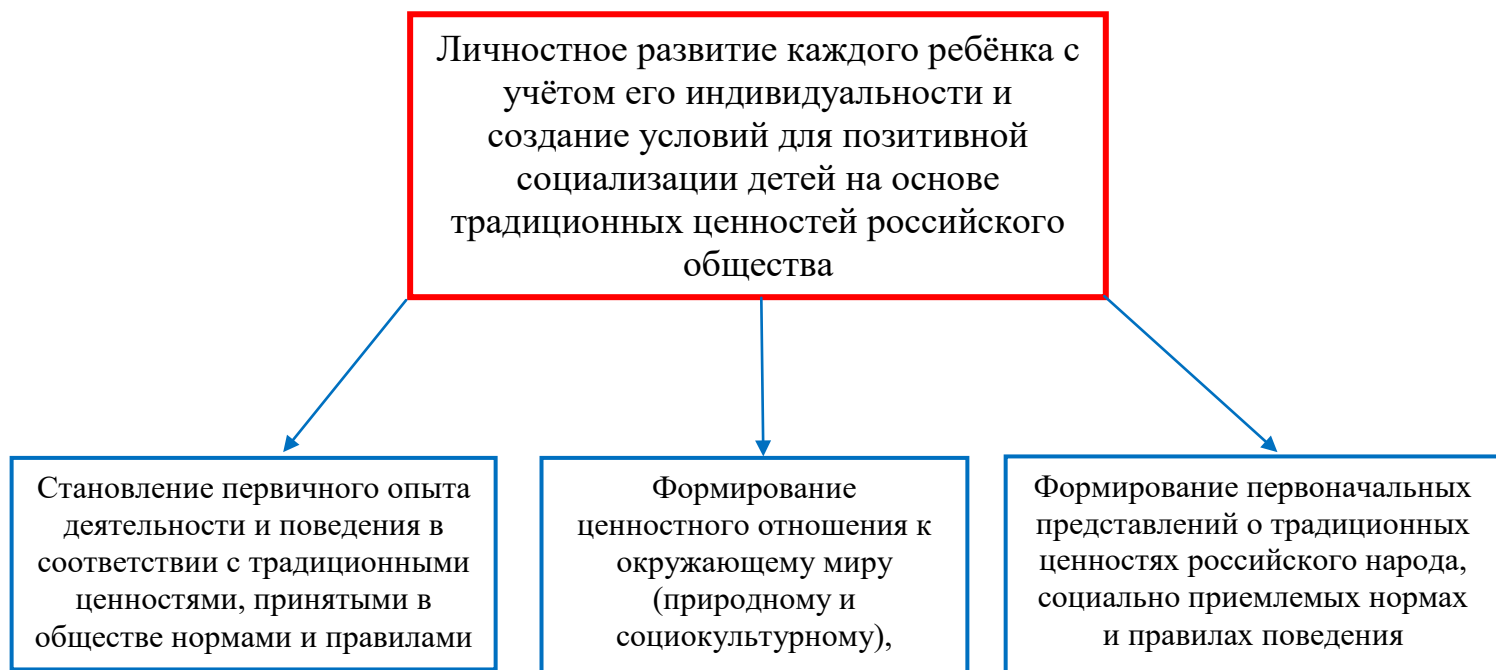 Личностное развитие каждого ребёнка с
учётом его индивидуальности и
создание условий для позитивной
социализации детей на основе
традиционных ценностей российского
общества
Становление первичного опыта
деятельности и поведения в
соответствии с традиционными
ценностями, принятыми в
обществе нормами и правилами
Формирование
ценностного отношения к
окружающему миру
(природному и
социокультурному),
Формирование первоначальных
представлений о традиционных
ценностях российского народа,
социально приемлемых нормах
и правилах поведения